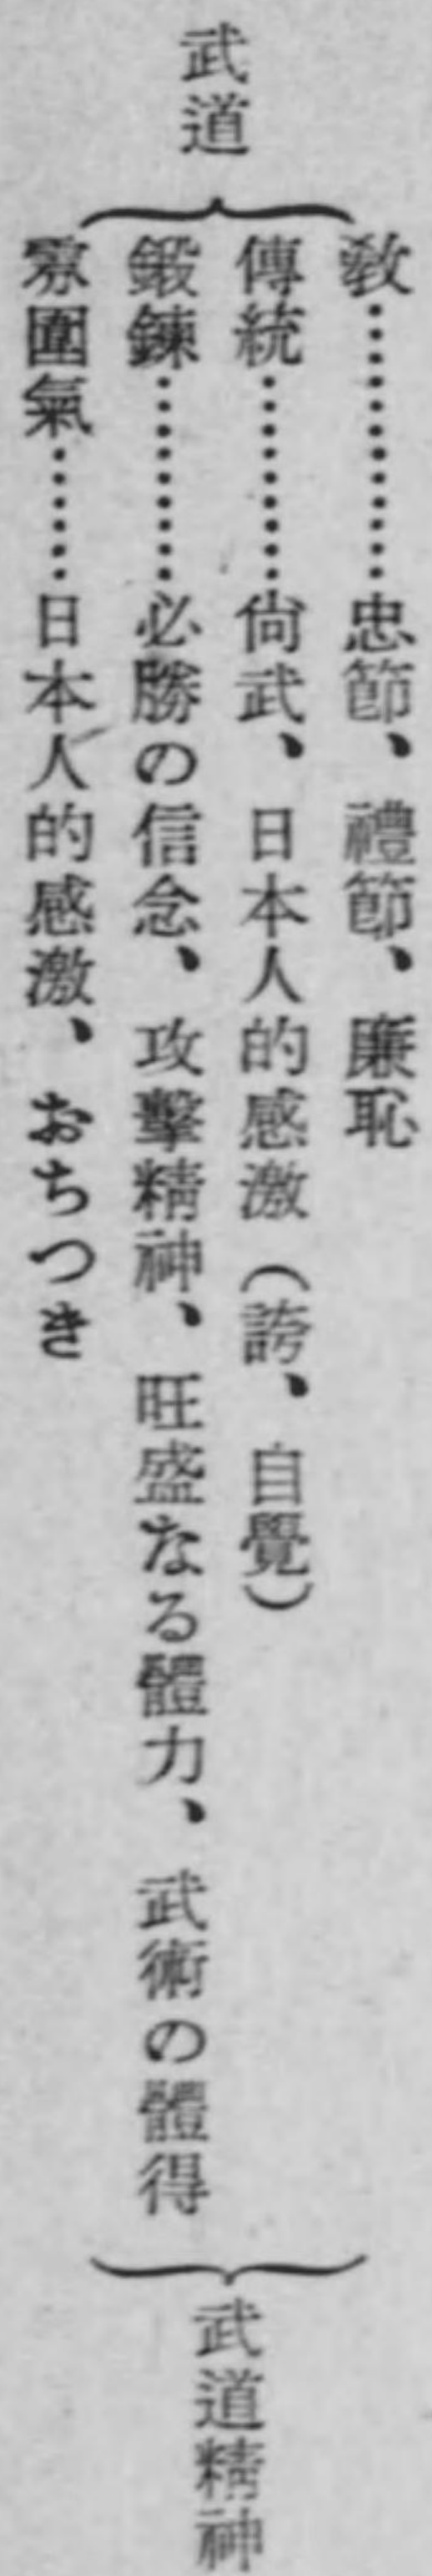 武道
敎…………忠節、禮節、廉恥
傳統………尙武、日本人的感激（誇、自覺）
鍛鍊………必勝の信念、攻擊精神、旺盛なる體力、武術の體得
雰圍氣……日本人的感激、おちつき
武道精神